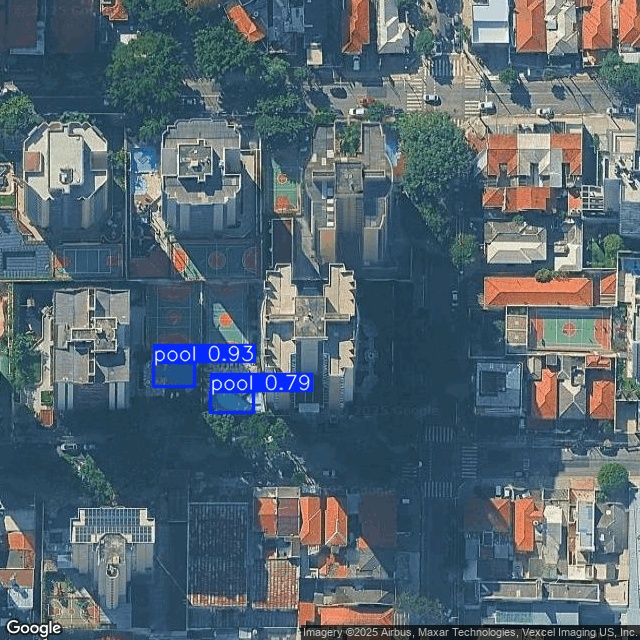 pool 0.93
pool 0.79
Google
Imagery ©2025 Airbus, Maxar Technologies, Vexcel Imaging US, Inc.